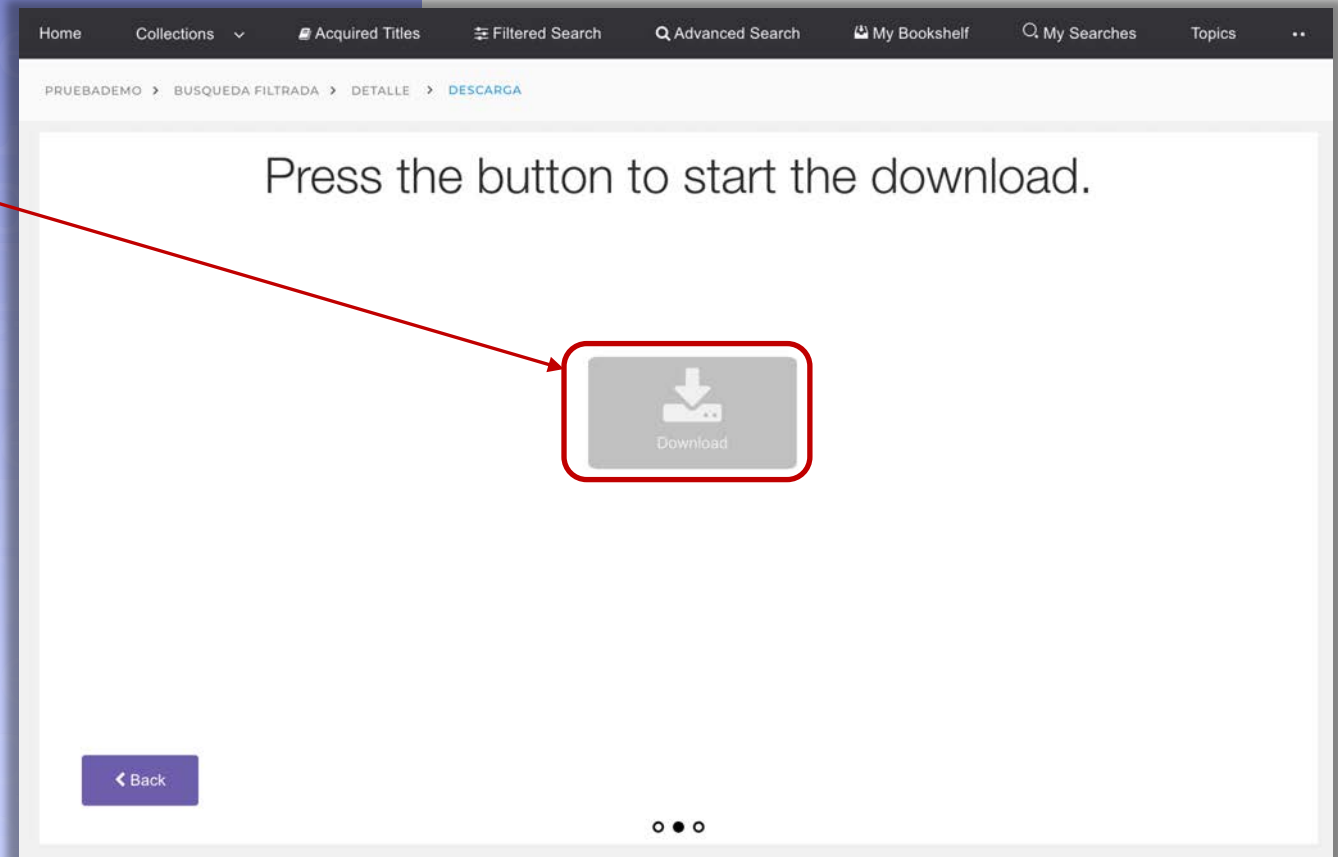 Home Collections Acquired Titles Filtered Search Advanced Search My Bookshelf My Searches Topics
PRUEBADEMO > BUSQUEDA FILTRADA > DETALLE > DESCARGA
Press the button to start the download.
Download
Back